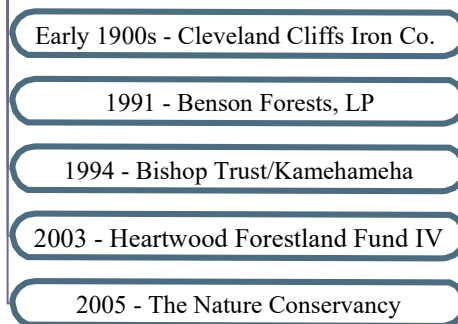 Early 1900s - Cleveland Cliffs Iron Co.
1991 - Benson Forests, LP
1994 - Bishop Trust/Kamehameha
2003 - Heartwood Forestland Fund IV
2005 - The Nature Conservancy